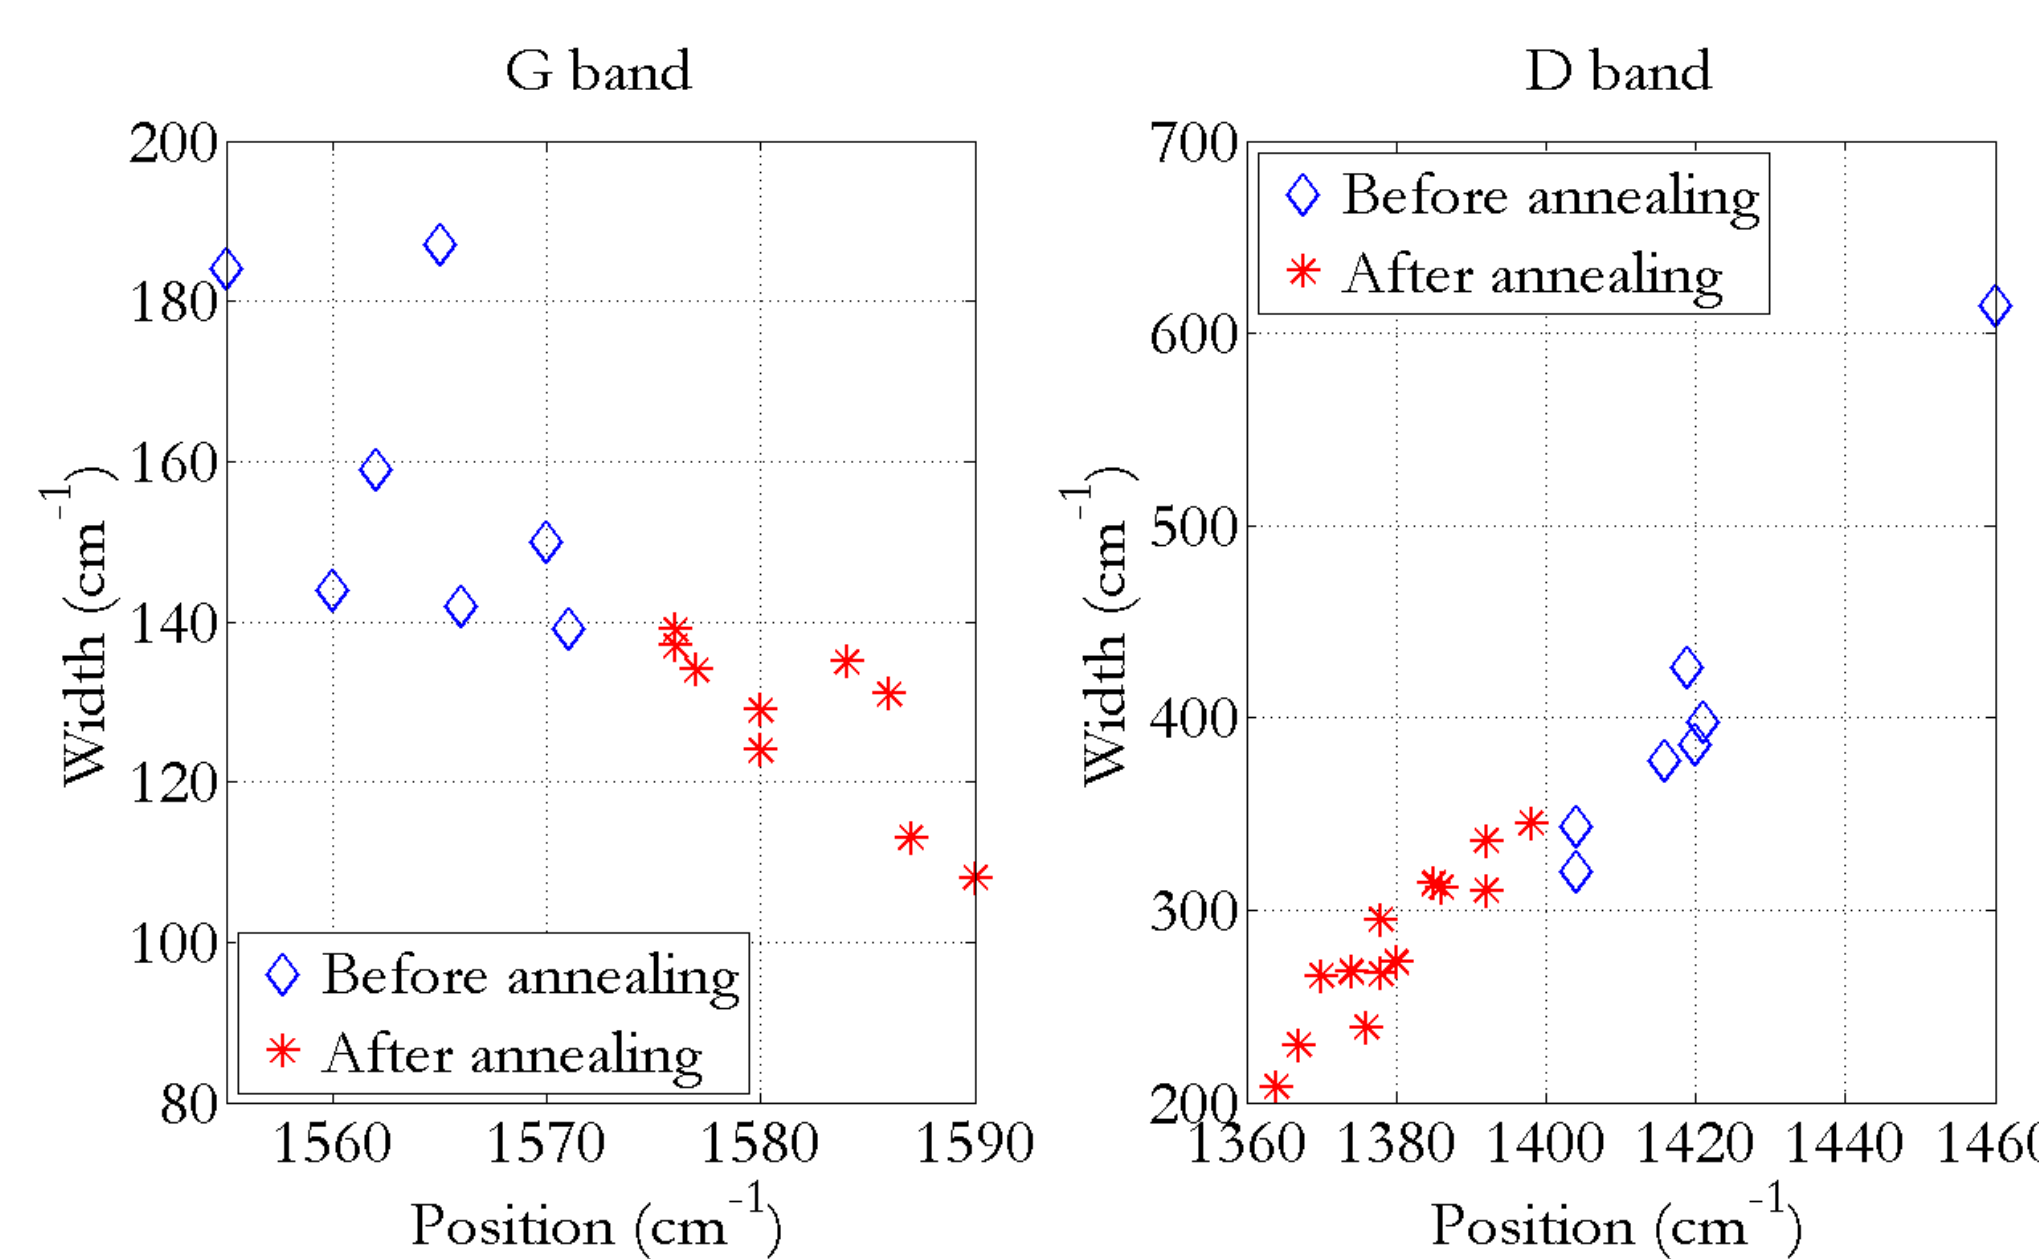 G band
200
180
160
140
120
100
80
Width (cm⁻¹)
Before annealing
After annealing
1560 1570 1580 1590
Position (cm⁻¹)
D band
700
600
500
400
300
200
Width (cm⁻¹)
Before annealing
After annealing
1360 1380 1400 1420 1440 1460
Position (cm⁻¹)